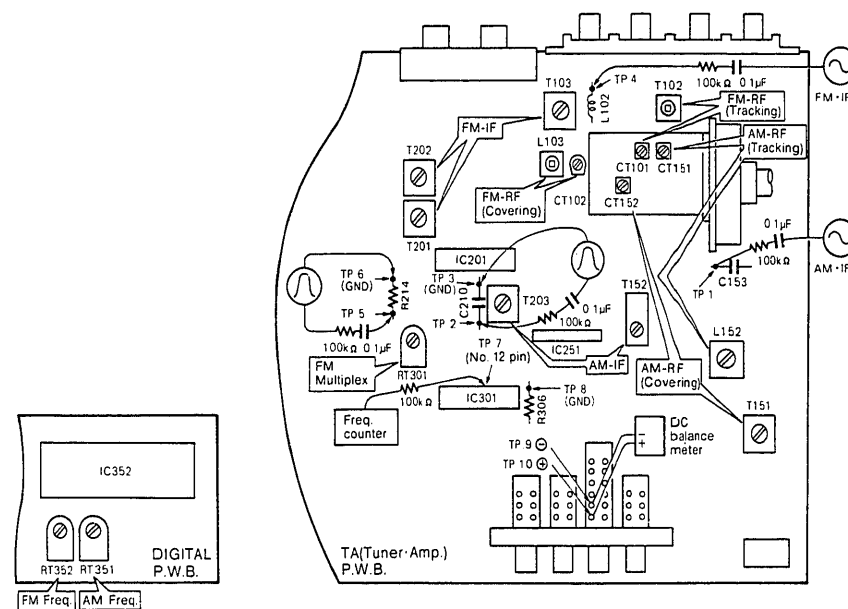 TP 4
100kΩ
0.1μF
FM·IF
T103
L102
T102
FM-RF
(Tracking)
FM-IF
AM-RF
(Tracking)
T202
L103
CT101
CT151
CT102
FM-RF
(Covering)
CT152
T201
0.1μF
100kΩ
AM·IF
IC201
TP 1
C153
TP 6
(GND)
R214
TP 3
(GND)
C210
T152
TP 5
T203
0.1μF
100kΩ
TP 2
100kΩ 0.1μF
IC251
L152
TP 7
(No. 12 pin)
AM-IF
FM
Multiplex
RT301
AM-RF
(Covering)
100kΩ
IC301
TP 8
(GND)
R306
T151
Freq.
counter
DC
balance
meter
TP 9 ⊖
TP 10 ⊕
IC352
DIGITAL
P.W.B.
RT352
RT351
FM Freq.
AM Freq.
TA(Tuner·Amp.)
P.W.B.